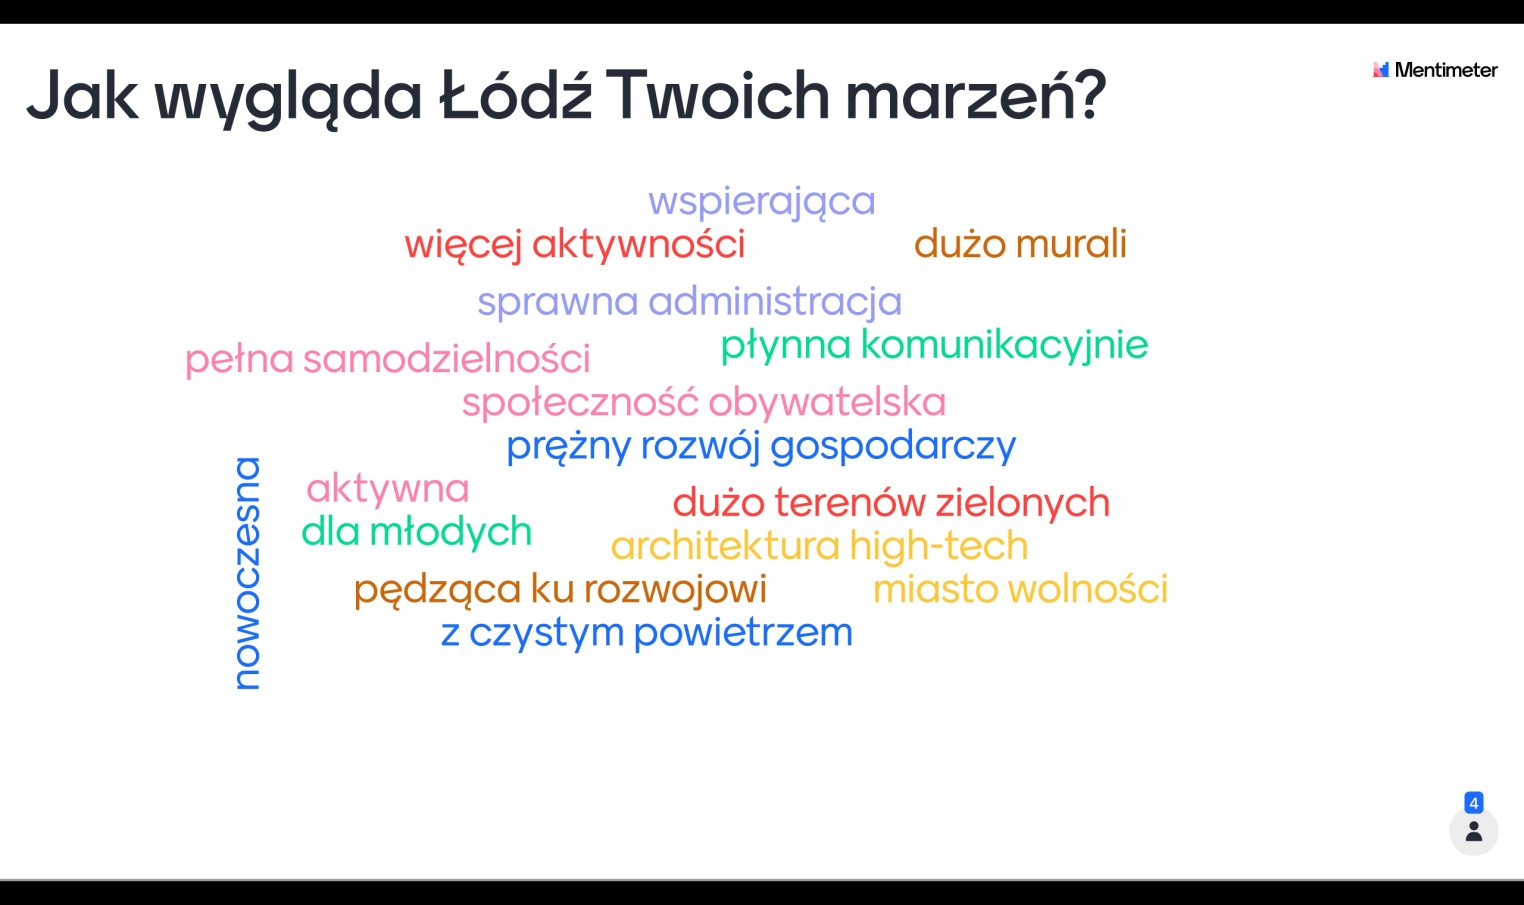 Jak wygląda Łódź Twoich marzeń?
Mentimeter
wspierająca
więcej aktywności
dużo murali
sprawna administracja
płynna komunikacyjnie
pełna samodzielności
społeczność obywatelska
prężny rozwój gospodarczy
nowoczesna
aktywna
dużo terenów zielonych
dla młodych
architektura high-tech
pędząca ku rozwojowi
miasto wolności
z czystym powietrzem
4